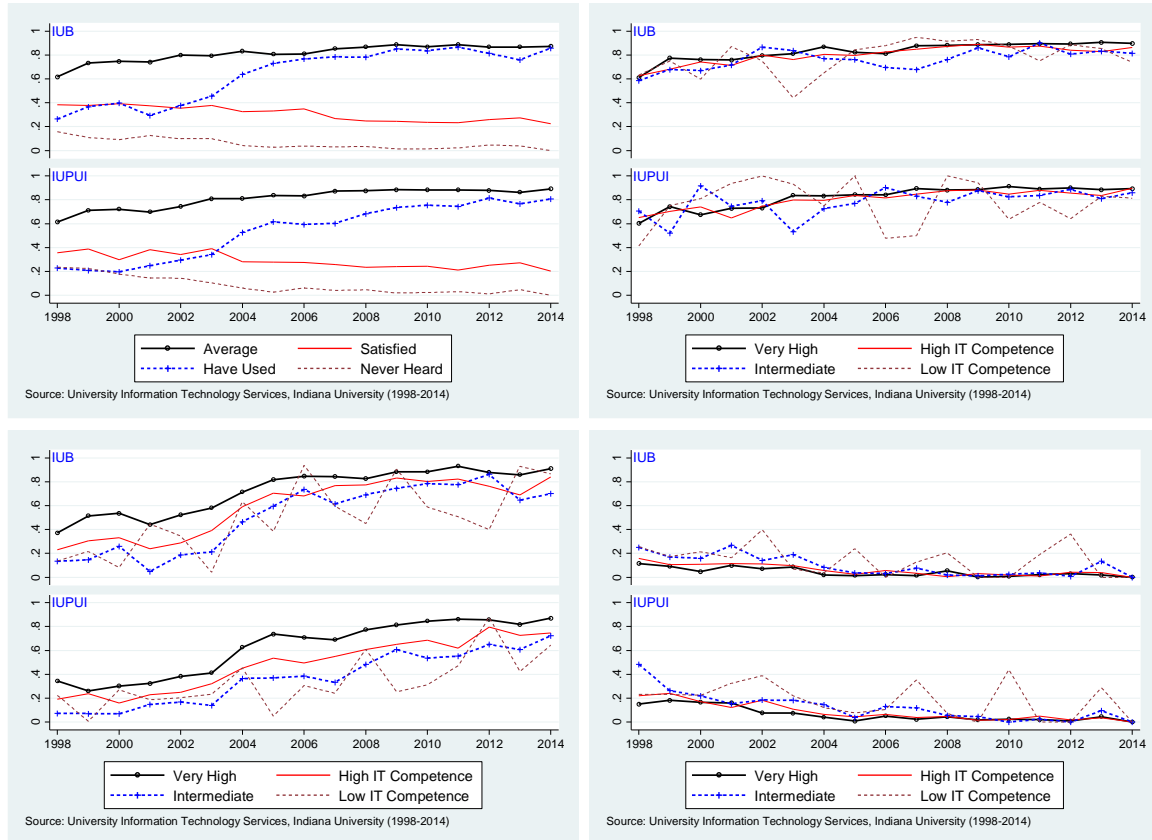 IUB
1
.8
.6
.4
.2
0
IUPUI
1
.8
.6
.4
.2
0
1998 2000 2002 2004 2006 2008 2010 2012 2014
Average Satisfied
Have Used Never Heard
Source: University Information Technology Services, Indiana University (1998-2014)
IUB
1
.8
.6
.4
.2
0
IUPUI
1
.8
.6
.4
.2
0
1998 2000 2002 2004 2006 2008 2010 2012 2014
Very High High IT Competence
Intermediate Low IT Competence
Source: University Information Technology Services, Indiana University (1998-2014)
IUB
1
.8
.6
.4
.2
0
IUPUI
1
.8
.6
.4
.2
0
1998 2000 2002 2004 2006 2008 2010 2012 2014
Very High High IT Competence
Intermediate Low IT Competence
Source: University Information Technology Services, Indiana University (1998-2014)
IUB
1
.8
.6
.4
.2
0
IUPUI
1
.8
.6
.4
.2
0
1998 2000 2002 2004 2006 2008 2010 2012 2014
Very High High IT Competence
Intermediate Low IT Competence
Source: University Information Technology Services, Indiana University (1998-2014)